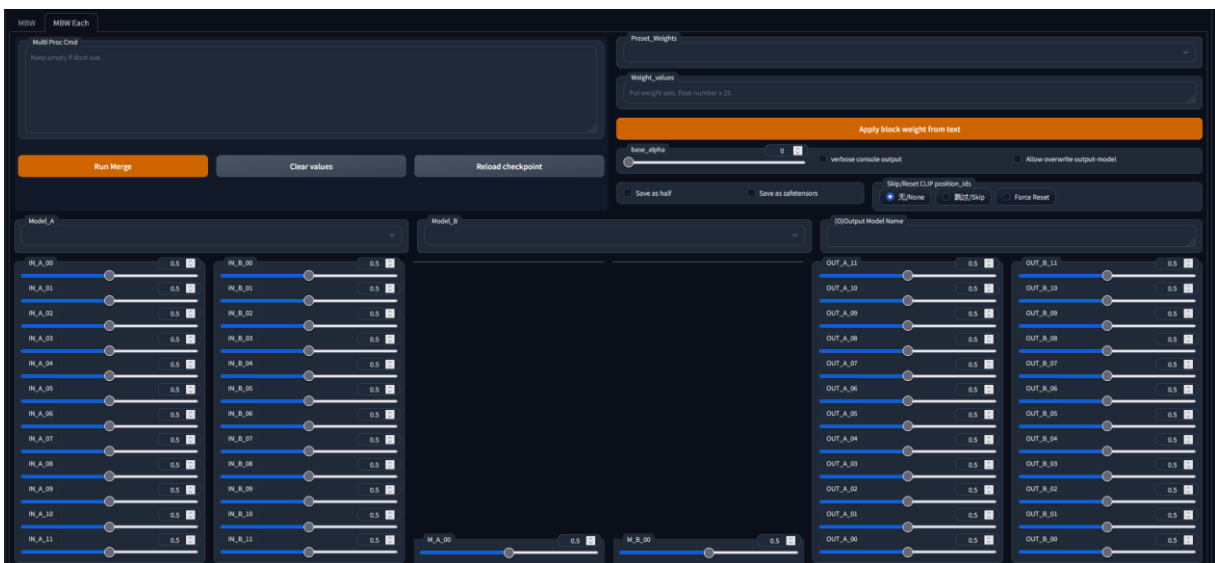 MBW MBW Each
Multi Proc Cmd
Keep empty if dont use.
Preset_Weights
Weight_values
Put weight sets. float number x 25
Apply block weight from text
Run Merge Clear values Reload checkpoint
base_alpha 0 verbose console output Allow overwrite output-model
Save as half Save as safetensors
Skip/Reset CLIP position_ids
无/None 跳过/Skip Force Reset
Model_A Model_B (O)Output Model Name
IN_A_00 0.5 IN_B_00 0.5 OUT_A_11 0.5 OUT_B_11 0.5
IN_A_01 0.5 IN_B_01 0.5 OUT_A_10 0.5 OUT_B_10 0.5
IN_A_02 0.5 IN_B_02 0.5 OUT_A_09 0.5 OUT_B_09 0.5
IN_A_03 0.5 IN_B_03 0.5 OUT_A_08 0.5 OUT_B_08 0.5
IN_A_04 0.5 IN_B_04 0.5 OUT_A_07 0.5 OUT_B_07 0.5
IN_A_05 0.5 IN_B_05 0.5 OUT_A_06 0.5 OUT_B_06 0.5
IN_A_06 0.5 IN_B_06 0.5 OUT_A_05 0.5 OUT_B_05 0.5
IN_A_07 0.5 IN_B_07 0.5 OUT_A_04 0.5 OUT_B_04 0.5
IN_A_08 0.5 IN_B_08 0.5 OUT_A_03 0.5 OUT_B_03 0.5
IN_A_09 0.5 IN_B_09 0.5 OUT_A_02 0.5 OUT_B_02 0.5
IN_A_10 0.5 IN_B_10 0.5 OUT_A_01 0.5 OUT_B_01 0.5
IN_A_11 0.5 IN_B_11 0.5 M_A_00 0.5 M_B_00 0.5 OUT_A_00 0.5 OUT_B_00 0.5